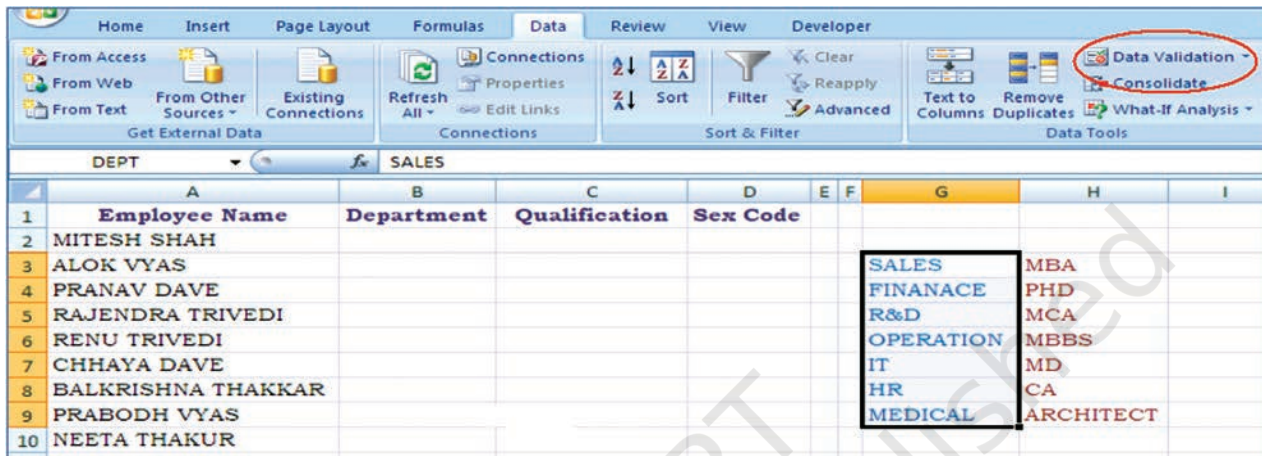 Home Insert Page Layout Formulas Data Review View Developer
From Access
From Web
From Text
From Other Sources
Existing Connections
Get External Data
Refresh All
Connections
Properties
Edit Links
Connections
Sort
Filter
Clear
Reapply
Advanced
Sort & Filter
Text to Columns
Remove Duplicates
Data Validation
Consolidate
What-If Analysis
Data Tools
DEPT fx SALES
A B C D E F G H I
1 Employee Name Department Qualification Sex Code
2 MITESH SHAH
3 ALOK VYAS SALES MBA
4 PRANAV DAVE FINANACE PHD
5 RAJENDRA TRIVEDI R&D MCA
6 RENU TRIVEDI OPERATION MBBS
7 CHHAYA DAVE IT MD
8 BALKRISHNA THAKKAR HR CA
9 PRABODH VYAS MEDICAL ARCHITECT
10 NEETA THAKUR